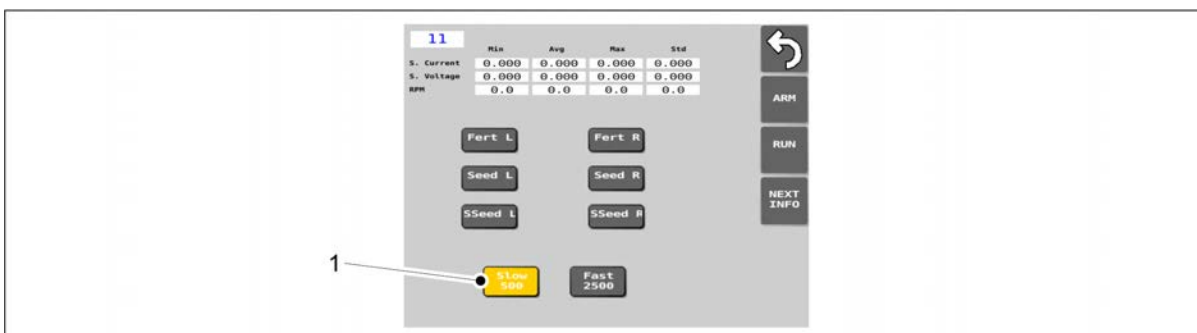 11
Min Avg Max Std
S. Current 0.000 0.000 0.000 0.000
S. Voltage 0.000 0.000 0.000 0.000
RPM 0.0 0.0 0.0 0.0
ARM
Fert L Fert R
RUN
Seed L Seed R
NEXT
INFO
SSeed L SSeed R
1
Slow
500
Fast
2500